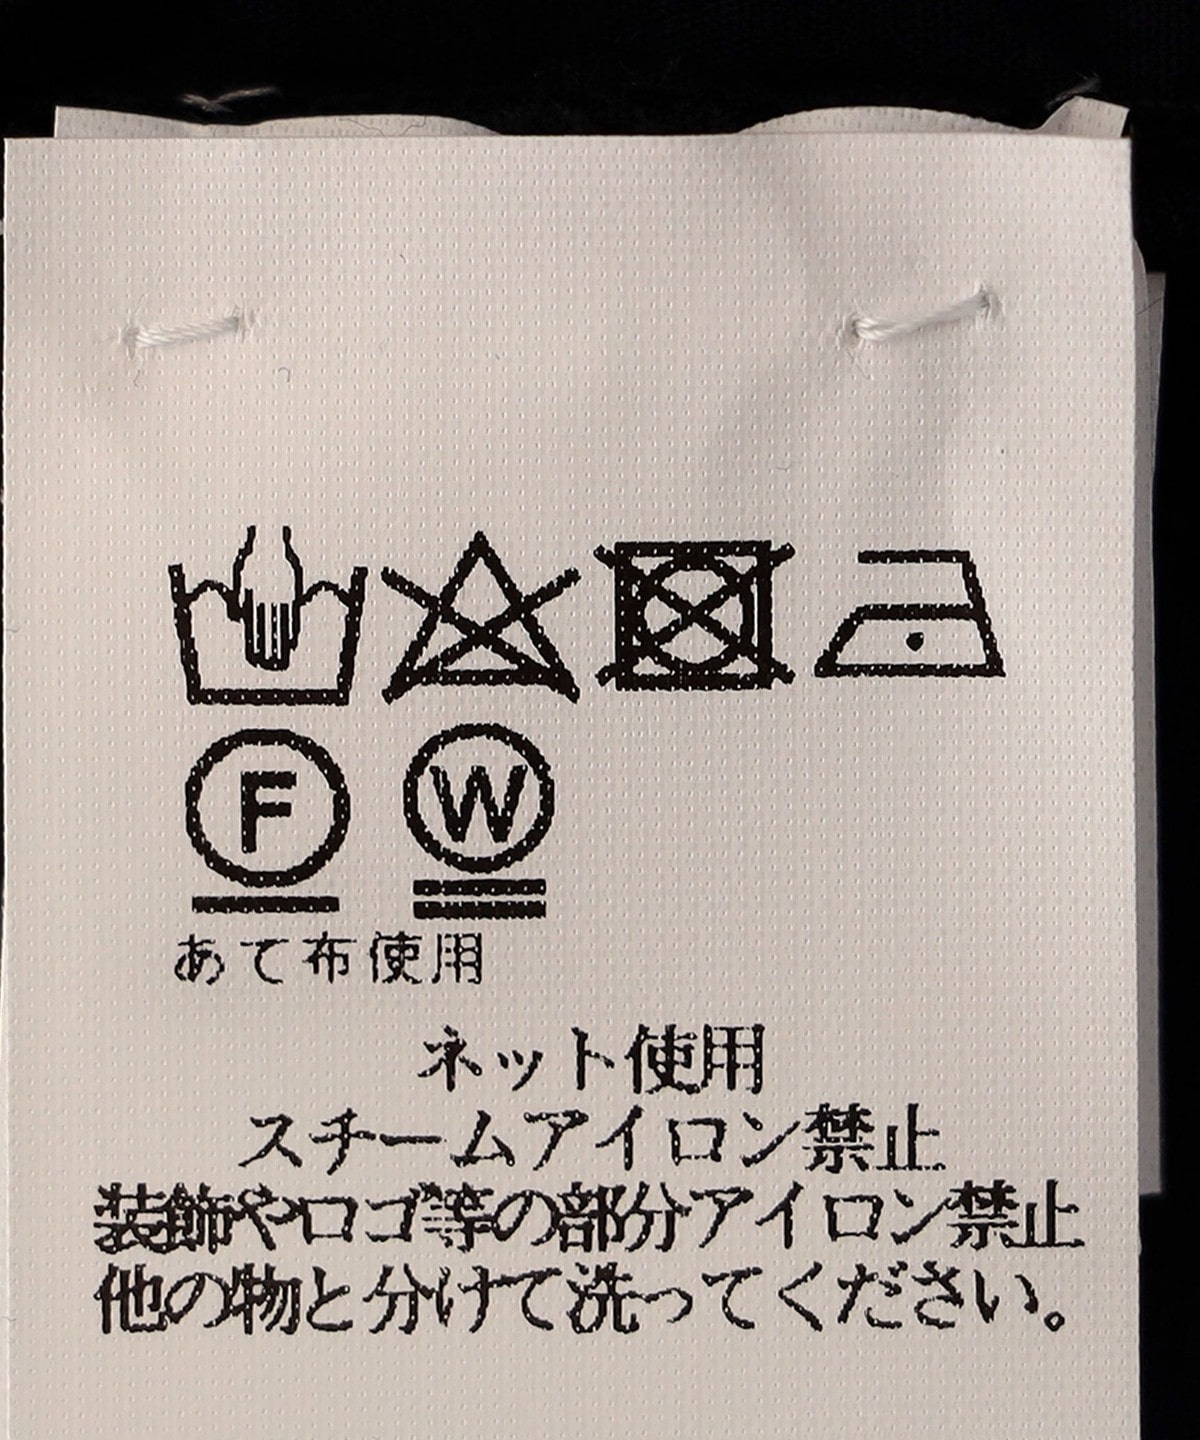 F W
あて布使用
ネット使用
スチームアイロン禁止
装飾やロゴ等の部分アイロン禁止
他の物と分けて洗ってください。